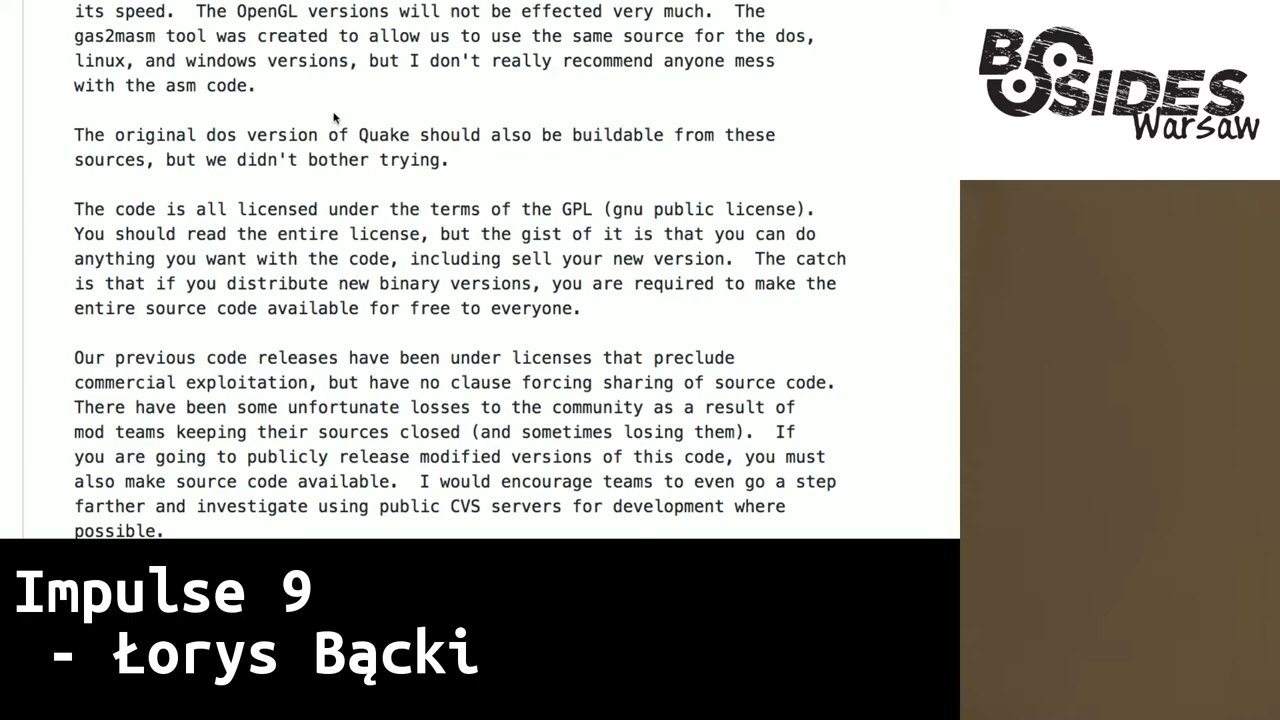 its speed.  The OpenGL versions will not be effected very much.  The
gas2masm tool was created to allow us to use the same source for the dos,
linux, and windows versions, but I don't really recommend anyone mess
with the asm code.
The original dos version of Quake should also be buildable from these
sources, but we didn't bother trying.
The code is all licensed under the terms of the GPL (gnu public license).
You should read the entire license, but the gist of it is that you can do
anything you want with the code, including sell your new version.  The catch
is that if you distribute new binary versions, you are required to make the
entire source code available for free to everyone.
Our previous code releases have been under licenses that preclude
commercial exploitation, but have no clause forcing sharing of source code.
There have been some unfortunate losses to the community as a result of
mod teams keeping their sources closed (and sometimes losing them).  If
you are going to publicly release modified versions of this code, you must
also make source code available.  I would encourage teams to even go a step
farther and investigate using public CVS servers for development where
possible.
BSIDES
Warsaw
Impulse 9
- Łorys Bącki